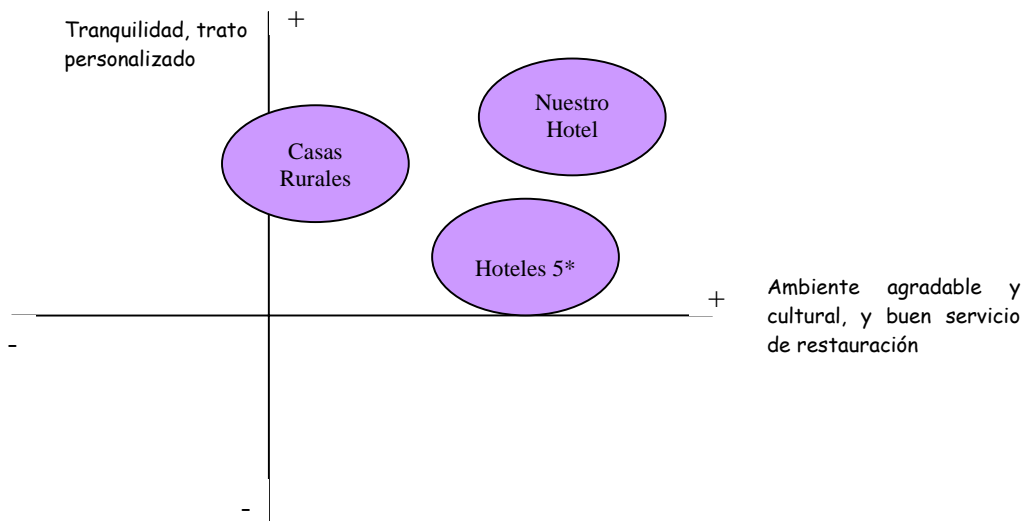 Tranquilidad, trato
personalizado
+
Nuestro
Hotel
Casas
Rurales
Hoteles 5*
+
Ambiente agradable y
cultural, y buen servicio
de restauración
-
-